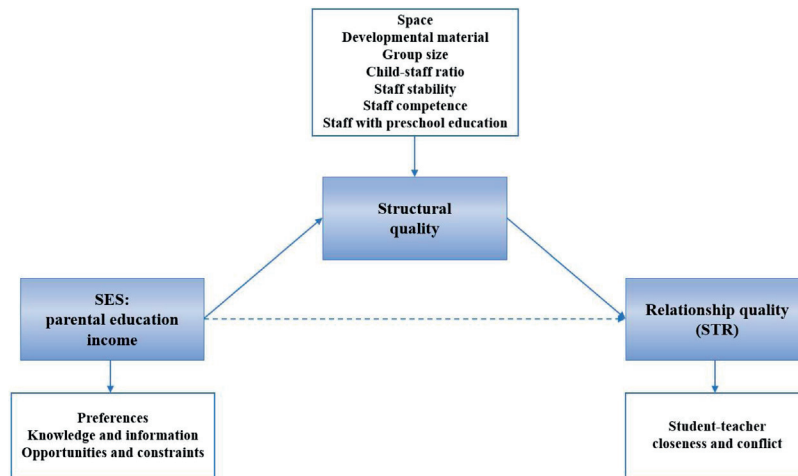 Space
Developmental material
Group size
Child-staff ratio
Staff stability
Staff competence
Staff with preschool education
Structural
quality
SES:
parental education
income
Relationship quality
(STR)
Preferences
Knowledge and information
Opportunities and constraints
Student-teacher
closeness and conflict